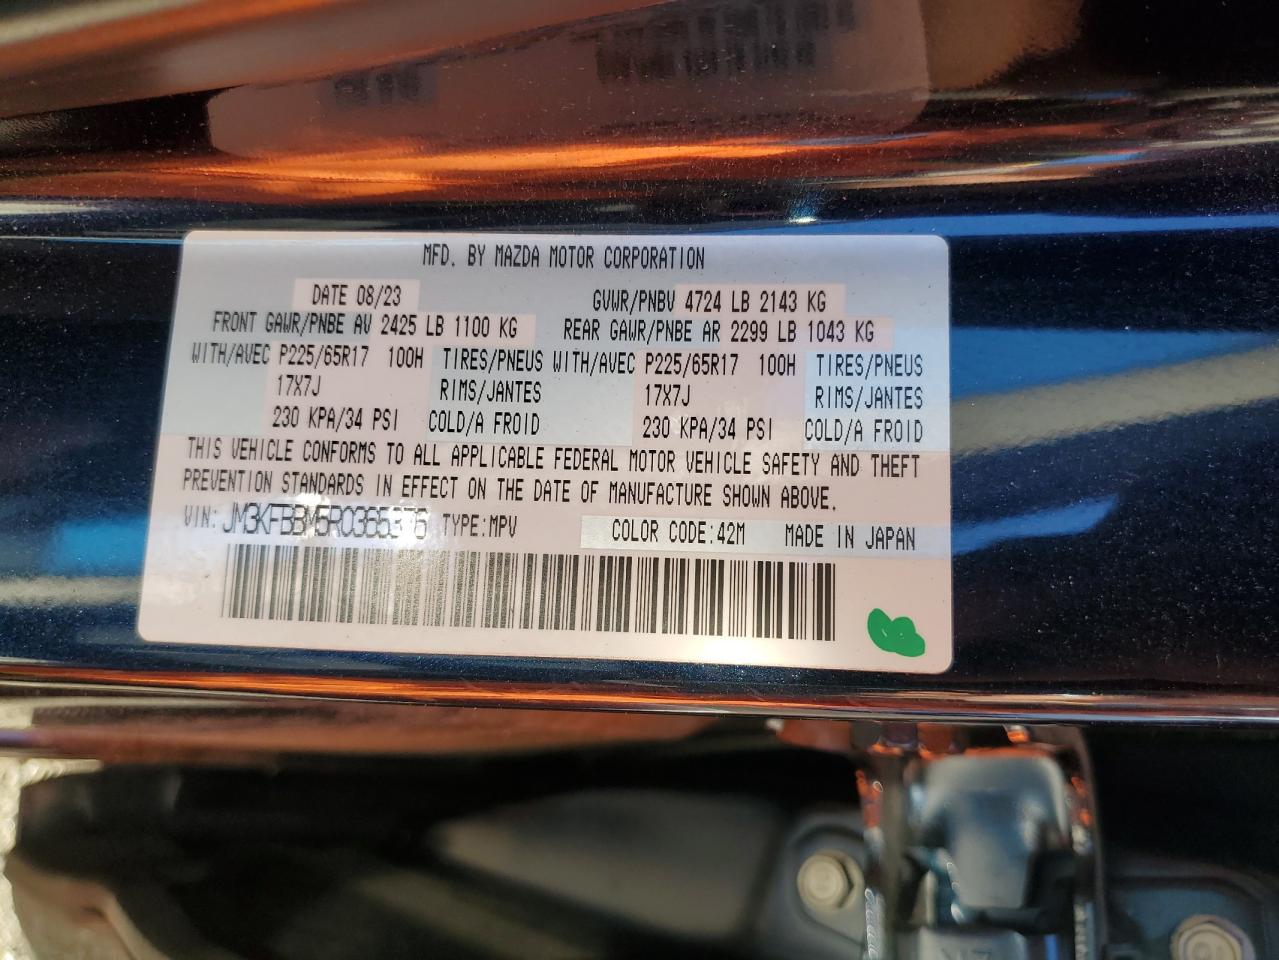 MFD. BY MAZDA MOTOR CORPORATION
DATE 08/23 GVWR/PNBV 4724 LB 2143 KG
FRONT GAWR/PNBE AV 2425 LB 1100 KG REAR GAWR/PNBE AR 2299 LB 1043 KG
WITH/AVEC P225/65R17 100H TIRES/PNEUS WITH/AVEC P225/65R17 100H TIRES/PNEUS
17X7J RIMS/JANTES 17X7J RIMS/JANTES
230 KPA/34 PSI COLD/A FROID 230 KPA/34 PSI COLD/A FROID
THIS VEHICLE CONFORMS TO ALL APPLICABLE FEDERAL MOTOR VEHICLE SAFETY AND THEFT
PREVENTION STANDARDS IN EFFECT ON THE DATE OF MANUFACTURE SHOWN ABOVE.
VIN: JM3KFBBM5R0365376 TYPE:MPV COLOR CODE:42M MADE IN JAPAN